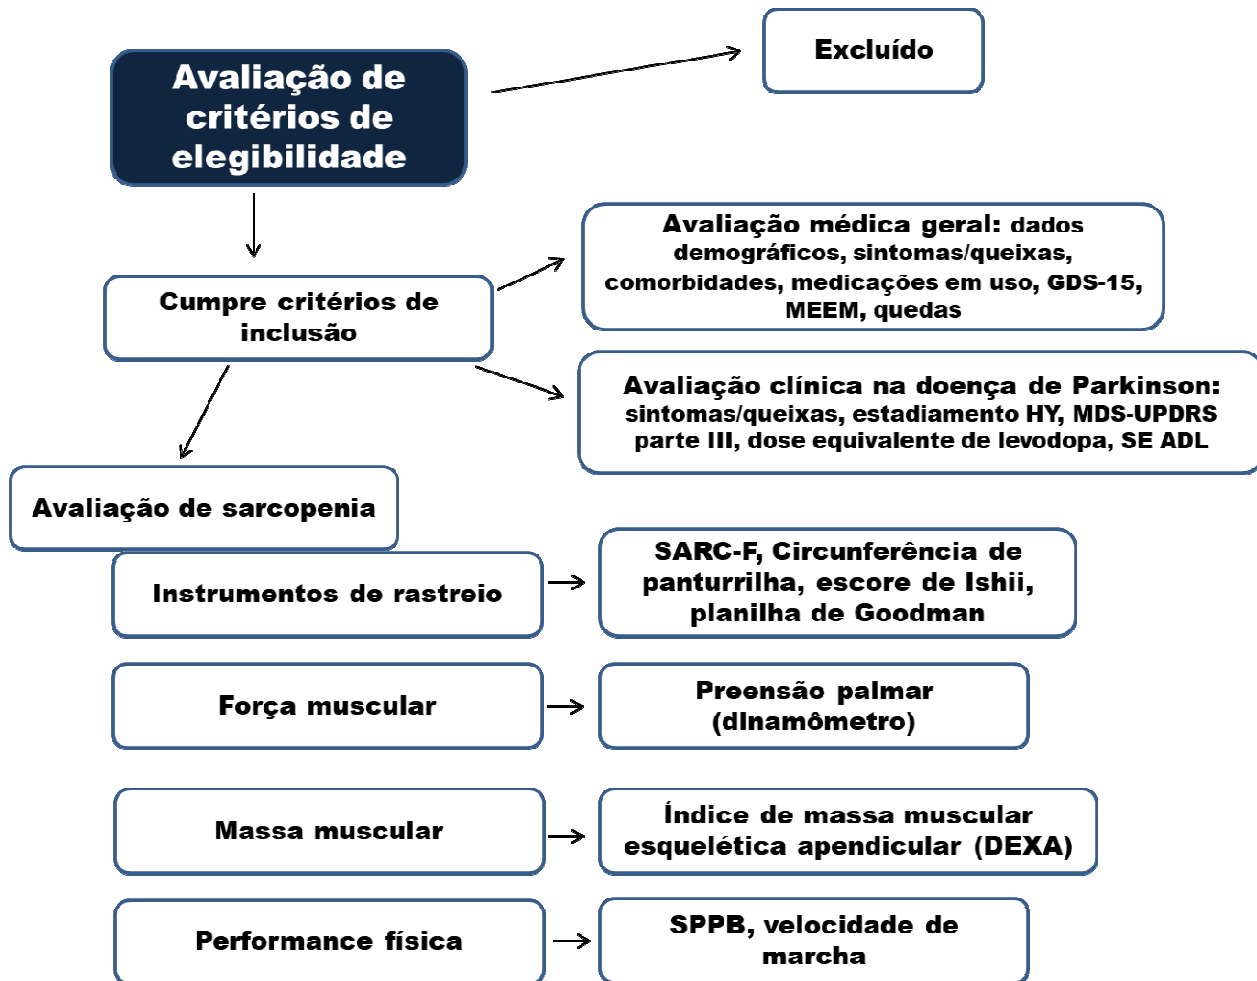 Avaliação de
critérios de
elegibilidade
Excluído
Cumpre critérios de
inclusão
Avaliação médica geral: dados
demográficos, sintomas/queixas,
comorbidades, medicações em uso, GDS-15,
MEEM, quedas
Avaliação clínica na doença de Parkinson:
sintomas/queixas, estadiamento HY, MDS-UPDRS
parte III, dose equivalente de levodopa, SE ADL
Avaliação de sarcopenia
Instrumentos de rastreio
SARC-F, Circunferência de
panturrilha, escore de Ishii,
planilha de Goodman
Força muscular
Preensão palmar
(dinamômetro)
Massa muscular
Índice de massa muscular
esquelética apendicular (DEXA)
Performance física
SPPB, velocidade de
marcha